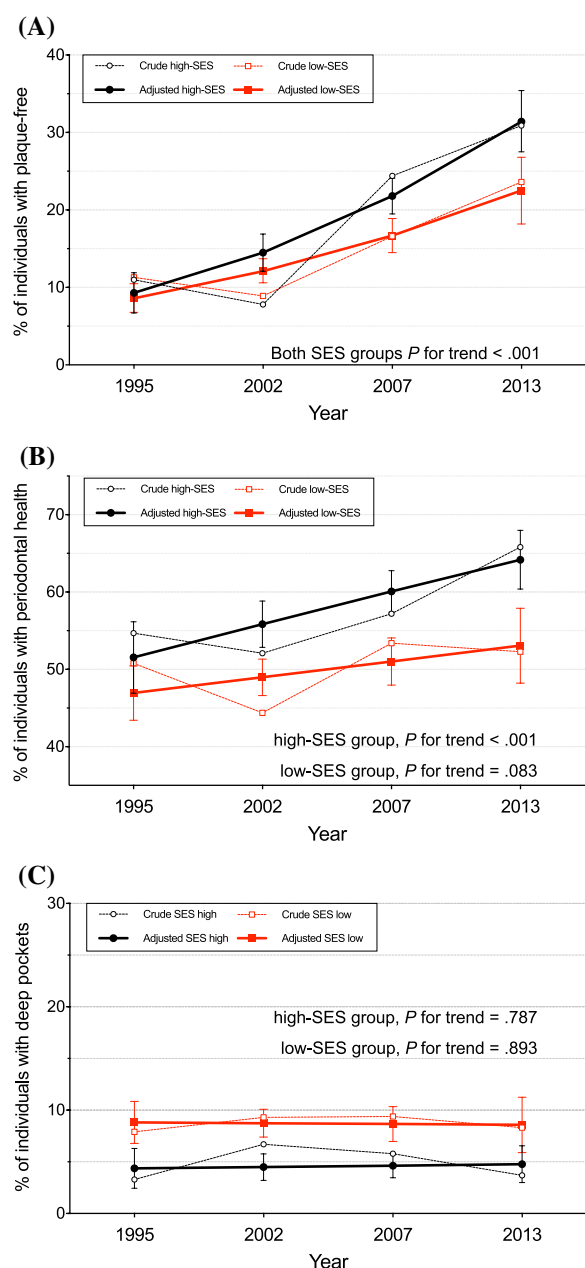 (A)
40
Crude high-SES Crude low-SES
Adjusted high-SES Adjusted low-SES
30
20
10
0
% of individuals with plaque-free
Both SES groups P for trend < .001
1995 2002 2007 2013
Year
(B)
70
60
50
40
Crude high-SES Crude low-SES
Adjusted high-SES Adjusted low-SES
% of individuals with periodontal health
high-SES group, P for trend < .001
low-SES group, P for trend = .083
1995 2002 2007 2013
Year
(C)
30
Crude SES high Crude SES low
Adjusted SES high Adjusted SES low
20
10
0
% of individuals with deep pockets
high-SES group, P for trend = .787
low-SES group, P for trend = .893
1995 2002 2007 2013
Year